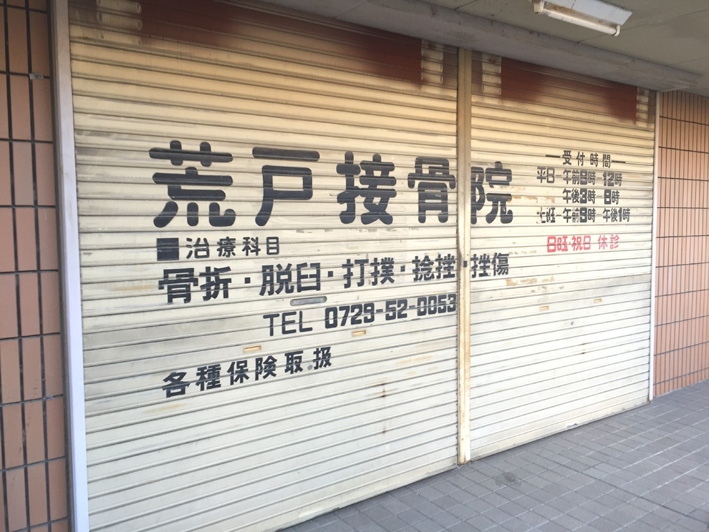 荒戸接骨院
■治療科目
骨折・脱臼・打撲・捻挫・挫傷
TEL 0729-52-0053
各種保険取扱
受付時間
平日 午前9時 12時
午後3時 8時
土旺 午前9時 午後1時
日旺・祝日 休診